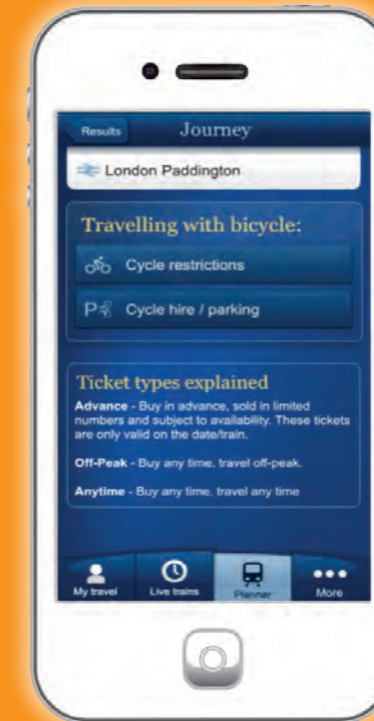 Results
Journey
London Paddington
Travelling with bicycle:
Cycle restrictions
P Cycle hire / parking
Ticket types explained
Advance - Buy in advance, sold in limited
numbers and subject to availability. These tickets
are only valid on the date/train.
Off-Peak - Buy any time, travel off-peak.
Anytime - Buy any time, travel any time
My travel
Live trains
Planner
More